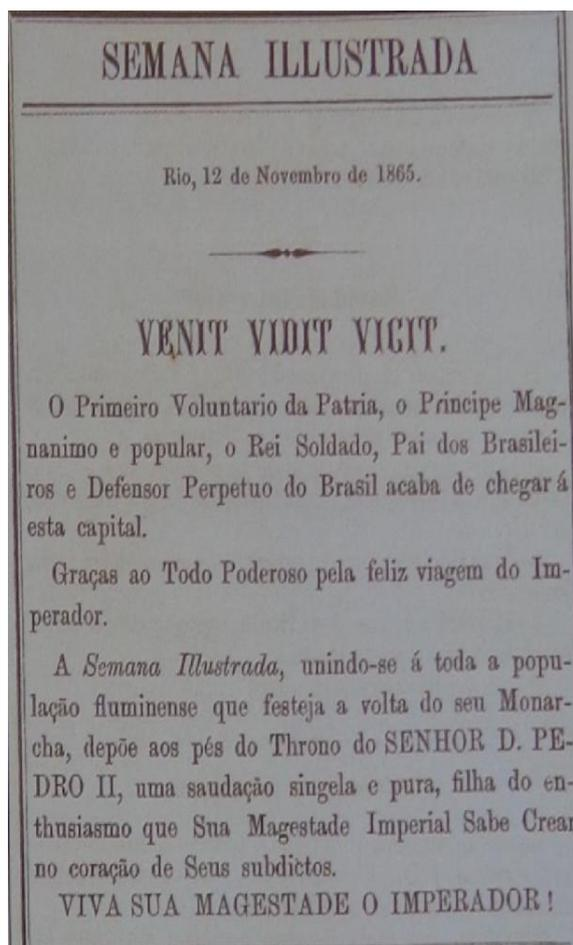 SEMANA ILLUSTRADA
Rio, 12 de Novembro de 1865.
VENIT VIDIT VICIT.
O Primeiro Voluntario da Patria, o Principe Mag-
nanimo e popular, o Rei Soldado, Pai dos Brasilei-
ros e Defensor Perpetuo do Brasil acaba de chegar á
esta capital.
Graças ao Todo Poderoso pela feliz viagem do Im-
perador.
A Semana Illustrada, unindo-se á toda a popu-
lação fluminense que festeja a volta do seu Monar-
cha, depõe aos pés do Throno do SENHOR D. PE-
DRO II, uma saudação singela e pura, filha do en-
thusiasmo que Sua Magestade Imperial Sabe Crear
no coração de Seus subdictos.
VIVA SUA MAGESTADE O IMPERADOR!